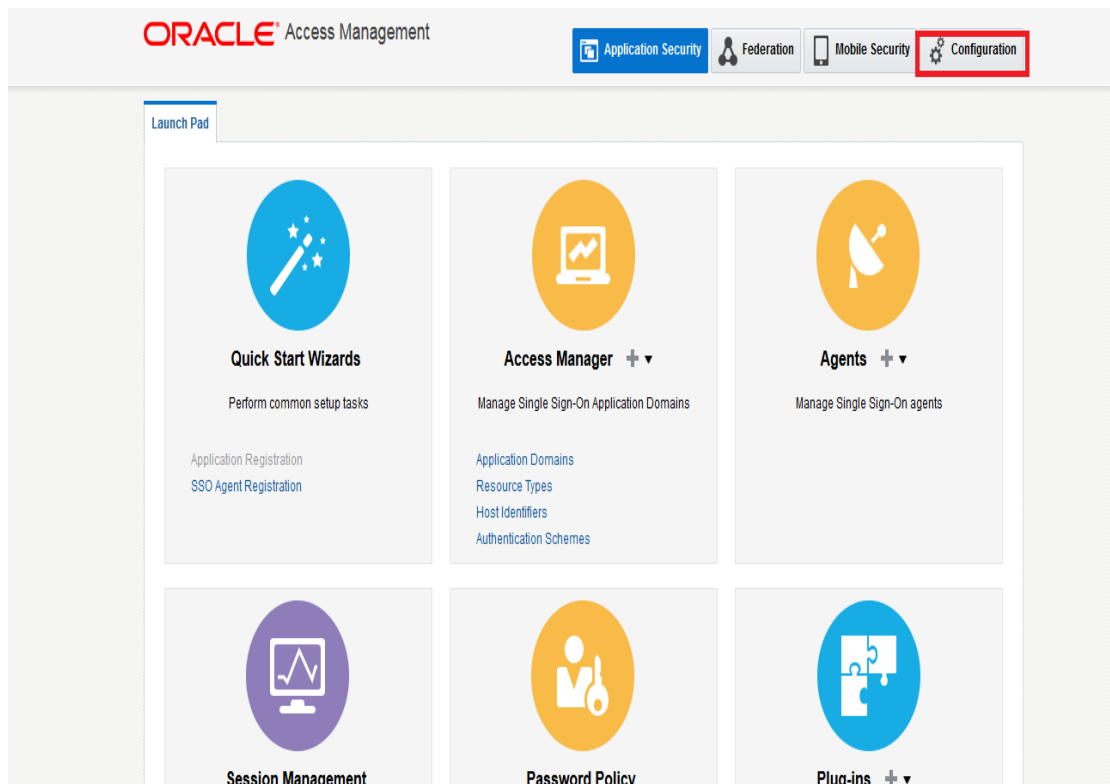 ORACLE® Access Management
Application Security
Federation
Mobile Security
Configuration
Launch Pad
Quick Start Wizards
Perform common setup tasks
Application Registration
SSO Agent Registration
Access Manager
Manage Single Sign-On Application Domains
Application Domains
Resource Types
Host Identifiers
Authentication Schemes
Agents
Manage Single Sign-On agents
Session Management
Password Policy
Plug-ins